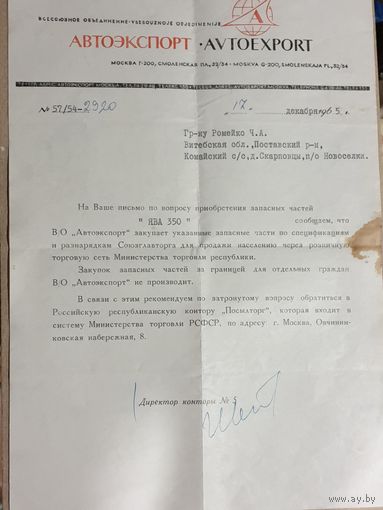 ВСЕСОЮЗНОЕ ОБЪЕДИНЕНИЕ · VSESOJUZNOJE OBJEDINENIJE
АВТОЭКСПОРТ · AVTOEXPORT
МОСКВА Г-200, СМОЛЕНСКАЯ ПЛ., 32/34 · MOSKVA G-200, SMOLENSKAJA PL., 32/34
№ 57/54-2920
17. декабря 1965 г.
Гр-ну Ромейко Ч.А.
Витебская обл., Поставский р-н,
Комайский с/с,д.Скарповцы,п/о Новоселки.
На Ваше письмо по вопросу приобретения запасных частей
" ЯВА 350 " сообщаем, что
В/О „Автоэкспорт" закупает указанные запасные части по спецификациям
и разнарядкам Союзглавторга для продажи населению через розничную
торговую сеть Министерства торговли республики.
Закупок запасных частей за границей для отдельных граждан
В/О „Автоэкспорт" не производит.
В связи с этим рекомендуем по затронутому вопросу обратиться в
Российскую республиканскую контору „Посылторг", которая входит в
систему Министерства торговли РСФСР, по адресу: г. Москва, Овчинни-
ковская набережная, 8.
Директор конторы № 5
www.ay.by